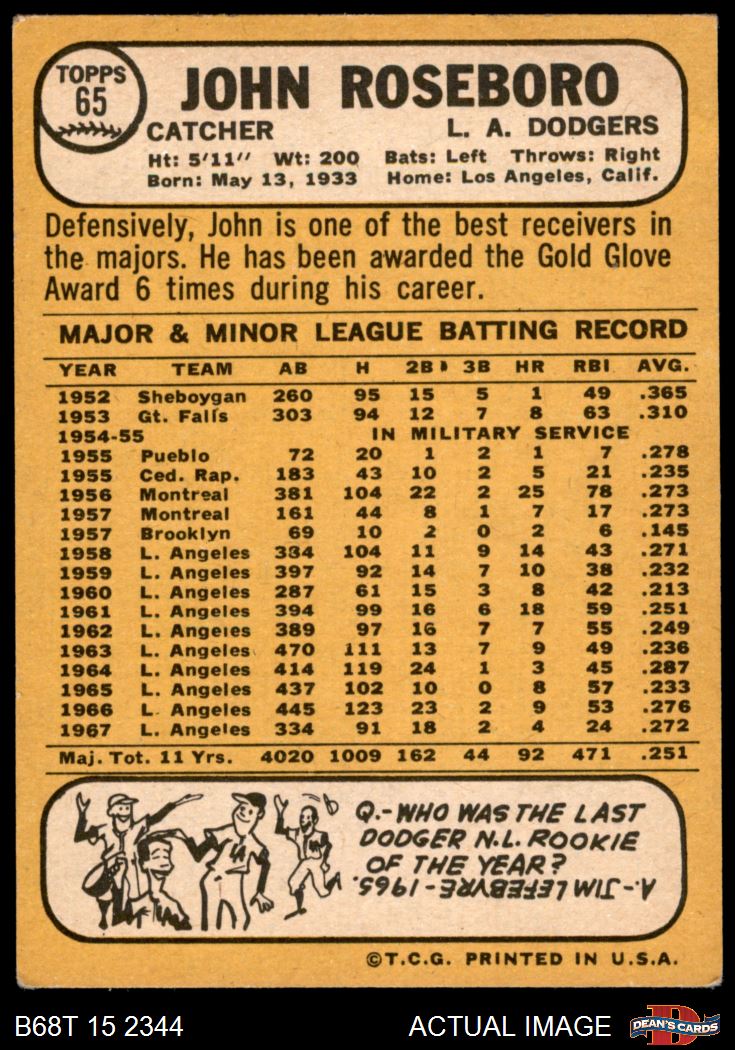 TOPPS
65
JOHN ROSEBORO
CATCHER L. A. DODGERS
Ht: 5'11" Wt: 200 Bats: Left Throws: Right
Born: May 13, 1933 Home: Los Angeles, Calif.
Defensively, John is one of the best receivers in
the majors. He has been awarded the Gold Glove
Award 6 times during his career.
MAJOR & MINOR LEAGUE BATTING RECORD
YEAR TEAM AB H 2B 3B HR RBI AVG.
1952 Sheboygan 260 95 15 5 1 49 .365
1953 Gt. Falls 303 94 12 7 8 63 .310
1954-55 IN MILITARY SERVICE
1955 Pueblo 72 20 1 2 1 7 .278
1955 Ced. Rap. 183 43 10 2 5 21 .235
1956 Montreal 381 104 22 2 25 78 .273
1957 Montreal 161 44 8 1 7 17 .273
1957 Brooklyn 69 10 2 0 2 6 .145
1958 L. Angeles 384 104 11 9 14 43 .271
1959 L. Angeles 397 92 14 7 10 38 .232
1960 L. Angeles 287 61 15 3 8 42 .213
1961 L. Angeles 394 99 16 6 18 59 .251
1962 L. Angeles 389 97 16 7 7 55 .249
1963 L. Angeles 470 111 13 7 9 49 .236
1964 L. Angeles 414 119 24 1 3 45 .287
1965 L. Angeles 437 102 10 0 8 57 .233
1966 L. Angeles 445 123 23 2 9 53 .276
1967 L. Angeles 334 91 18 2 4 24 .272
Maj. Tot. 11 Yrs. 4020 1009 162 44 92 471 .251
Q.-WHO WAS THE LAST
DODGER N.L. ROOKIE
OF THE YEAR?
A.-JIM LEFEBVRE-1965.
©T.C.G. PRINTED IN U.S.A.
B68T 15 2344 ACTUAL IMAGE DEAN'S CARDS